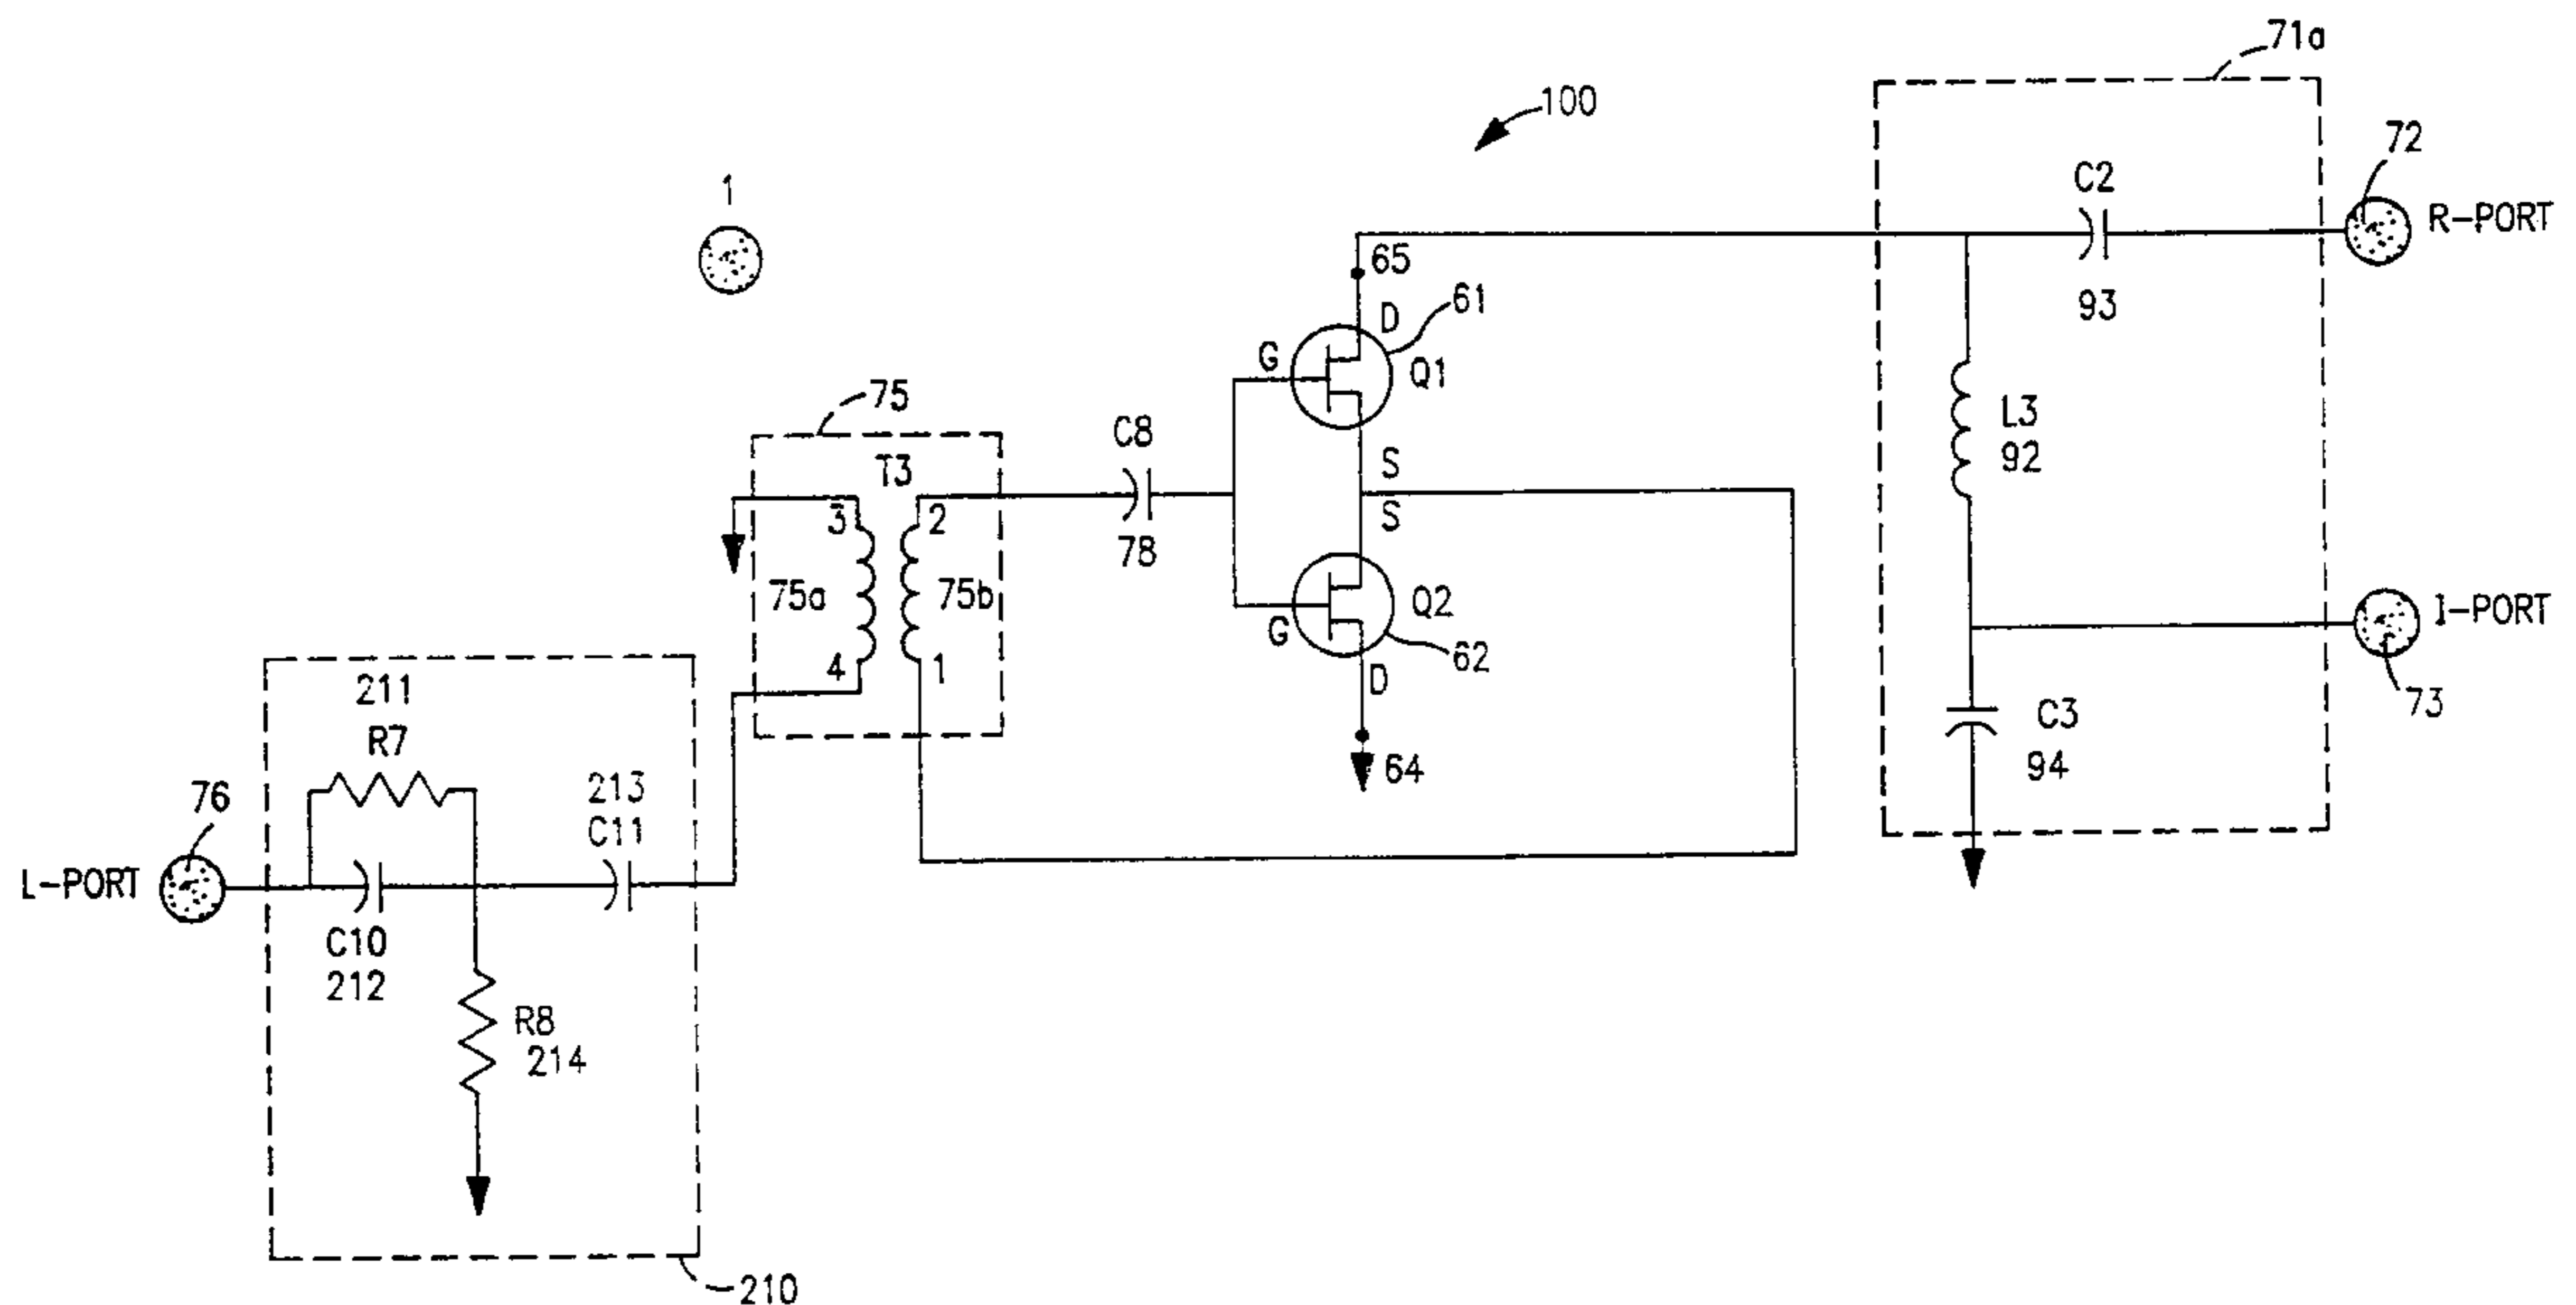 71a
100
72
C2
R-PORT
1
65
93
61
D
G
Q1
75
C8
L3
92
T3
S
3
2
S
78
75a
75b
Q2
I-PORT
G
62
4
1
D
211
73
C3
R7
94
64
76
213
C11
L-PORT
C10
212
R8
214
210